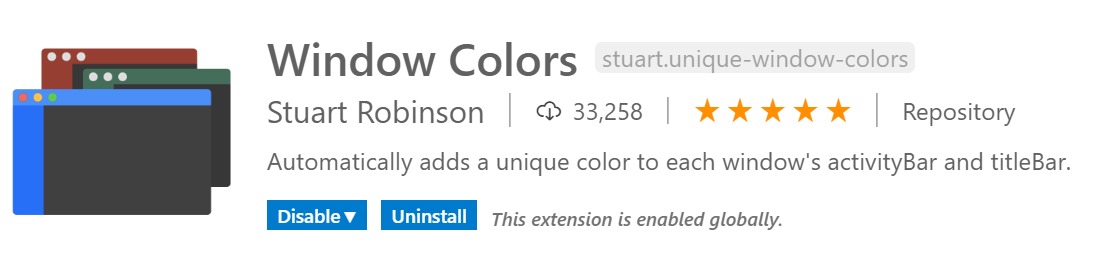 Window Colors stuart.unique-window-colors
Stuart Robinson 33,258 Repository
Automatically adds a unique color to each window's activityBar and titleBar.
Disable Uninstall This extension is enabled globally.